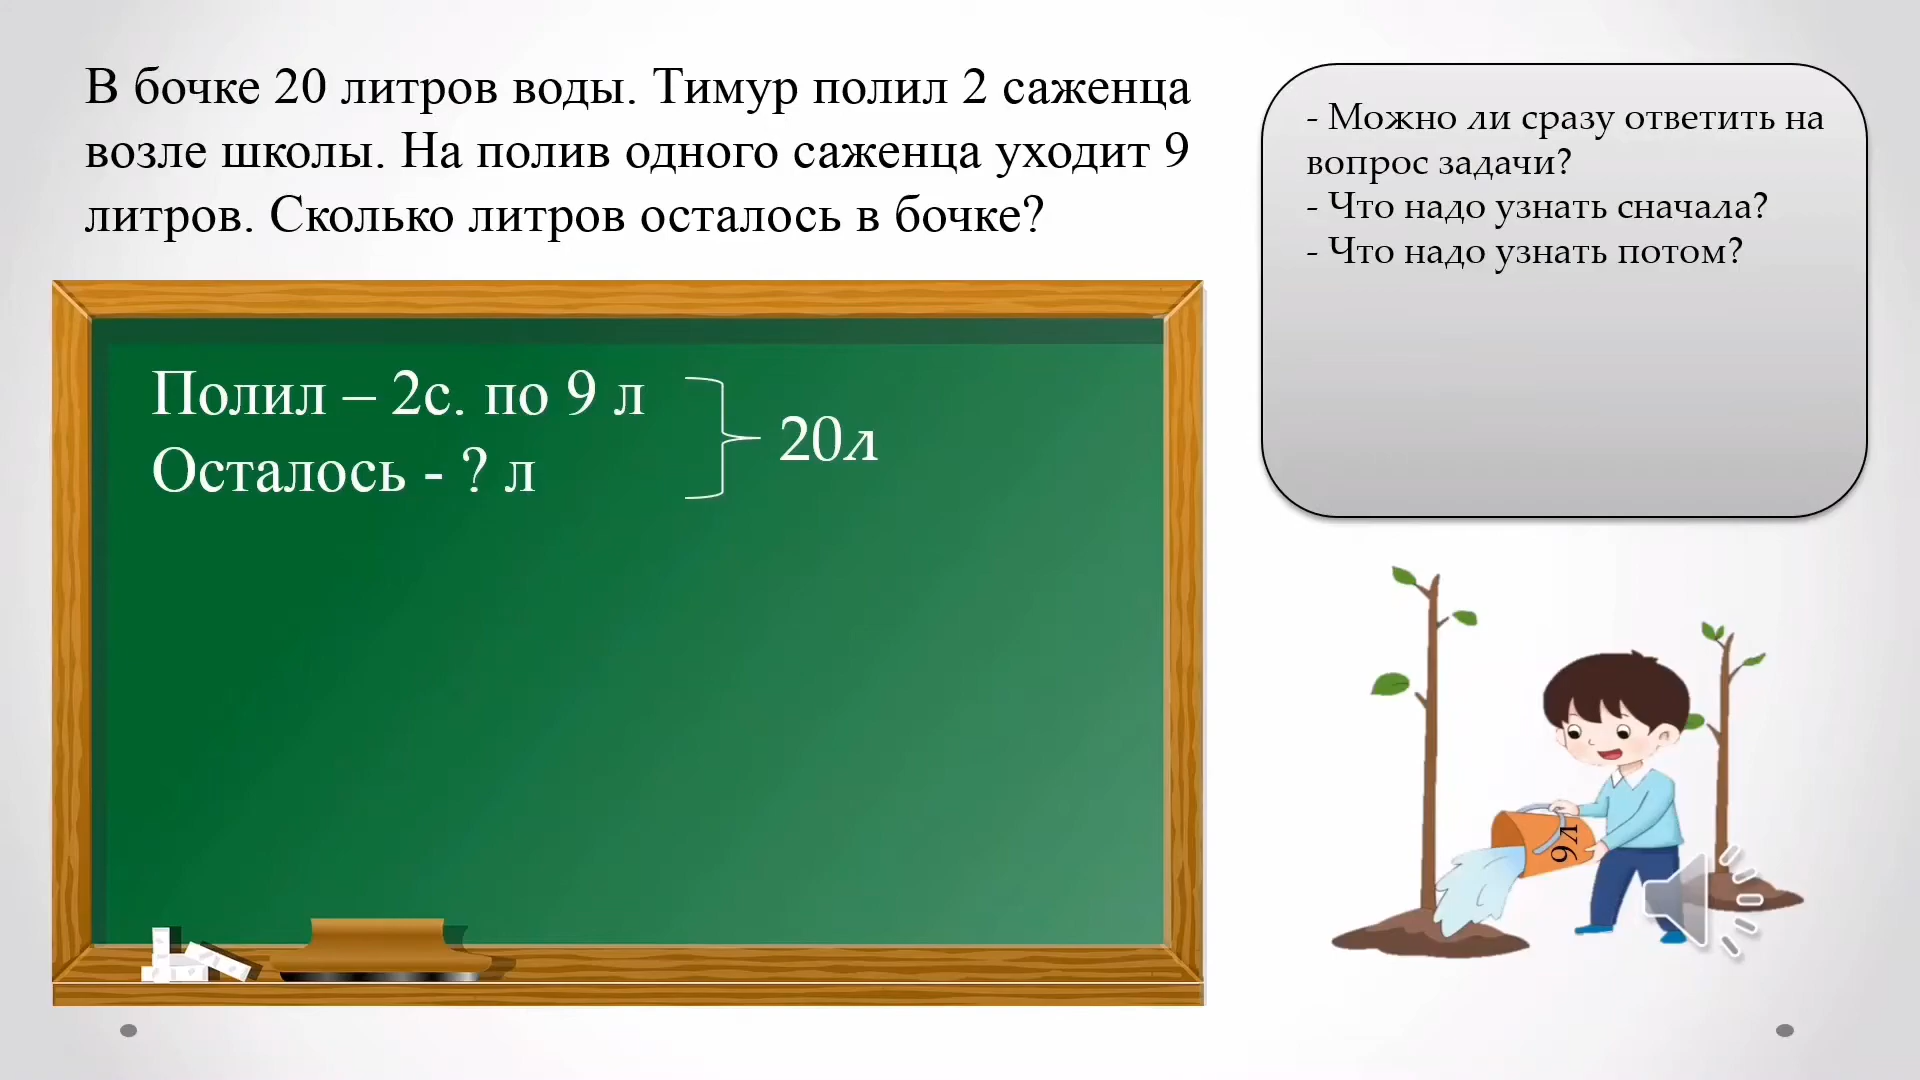 В бочке 20 литров воды. Тимур полил 2 саженца
возле школы. На полив одного саженца уходит 9
литров. Сколько литров осталось в бочке?
- Можно ли сразу ответить на
вопрос задачи?
- Что надо узнать сначала?
- Что надо узнать потом?
Полил – 2с. по 9 л
Осталось - ? л
20л
9л